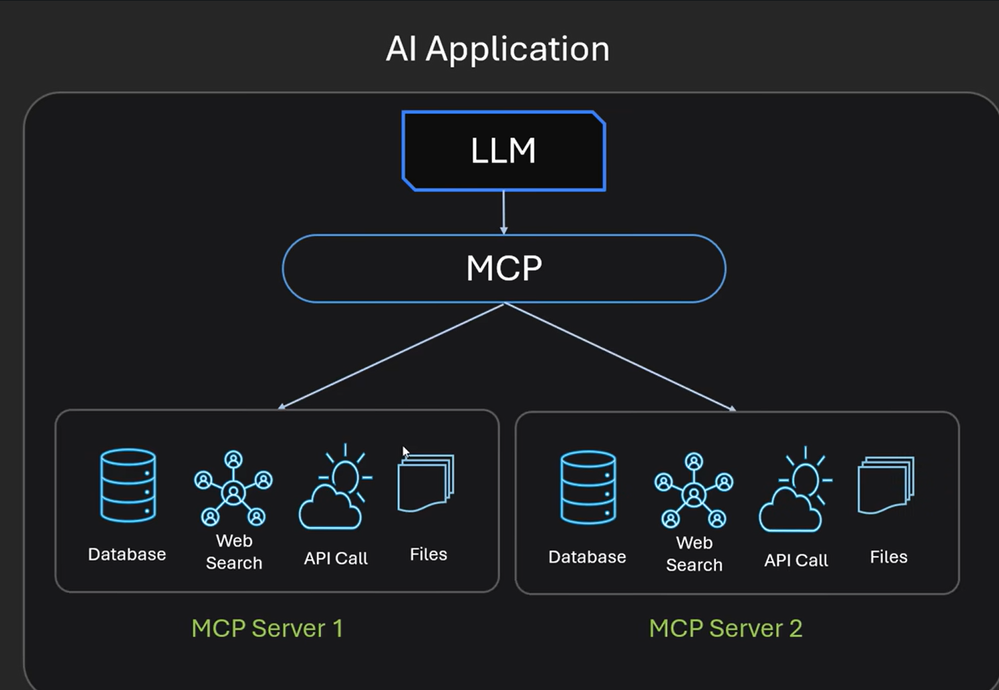 AI Application
LLM
MCP
Database
Web
Search
API Call
Files
Database
Web
Search
API Call
Files
MCP Server 1
MCP Server 2